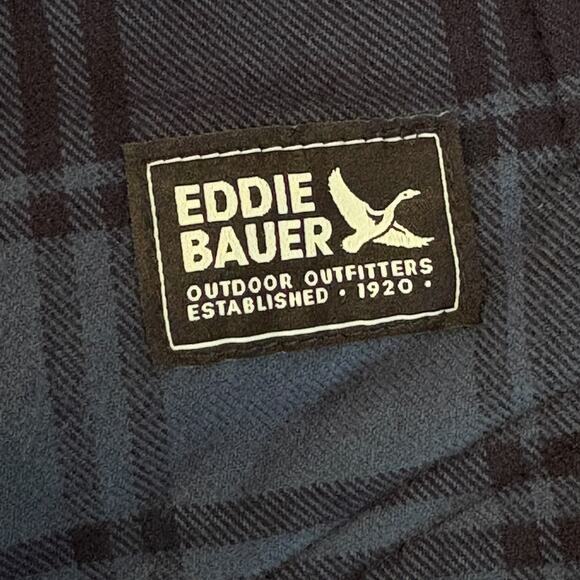 EDDIE
BAUER
OUTDOOR OUTFITTERS
ESTABLISHED • 1920 •